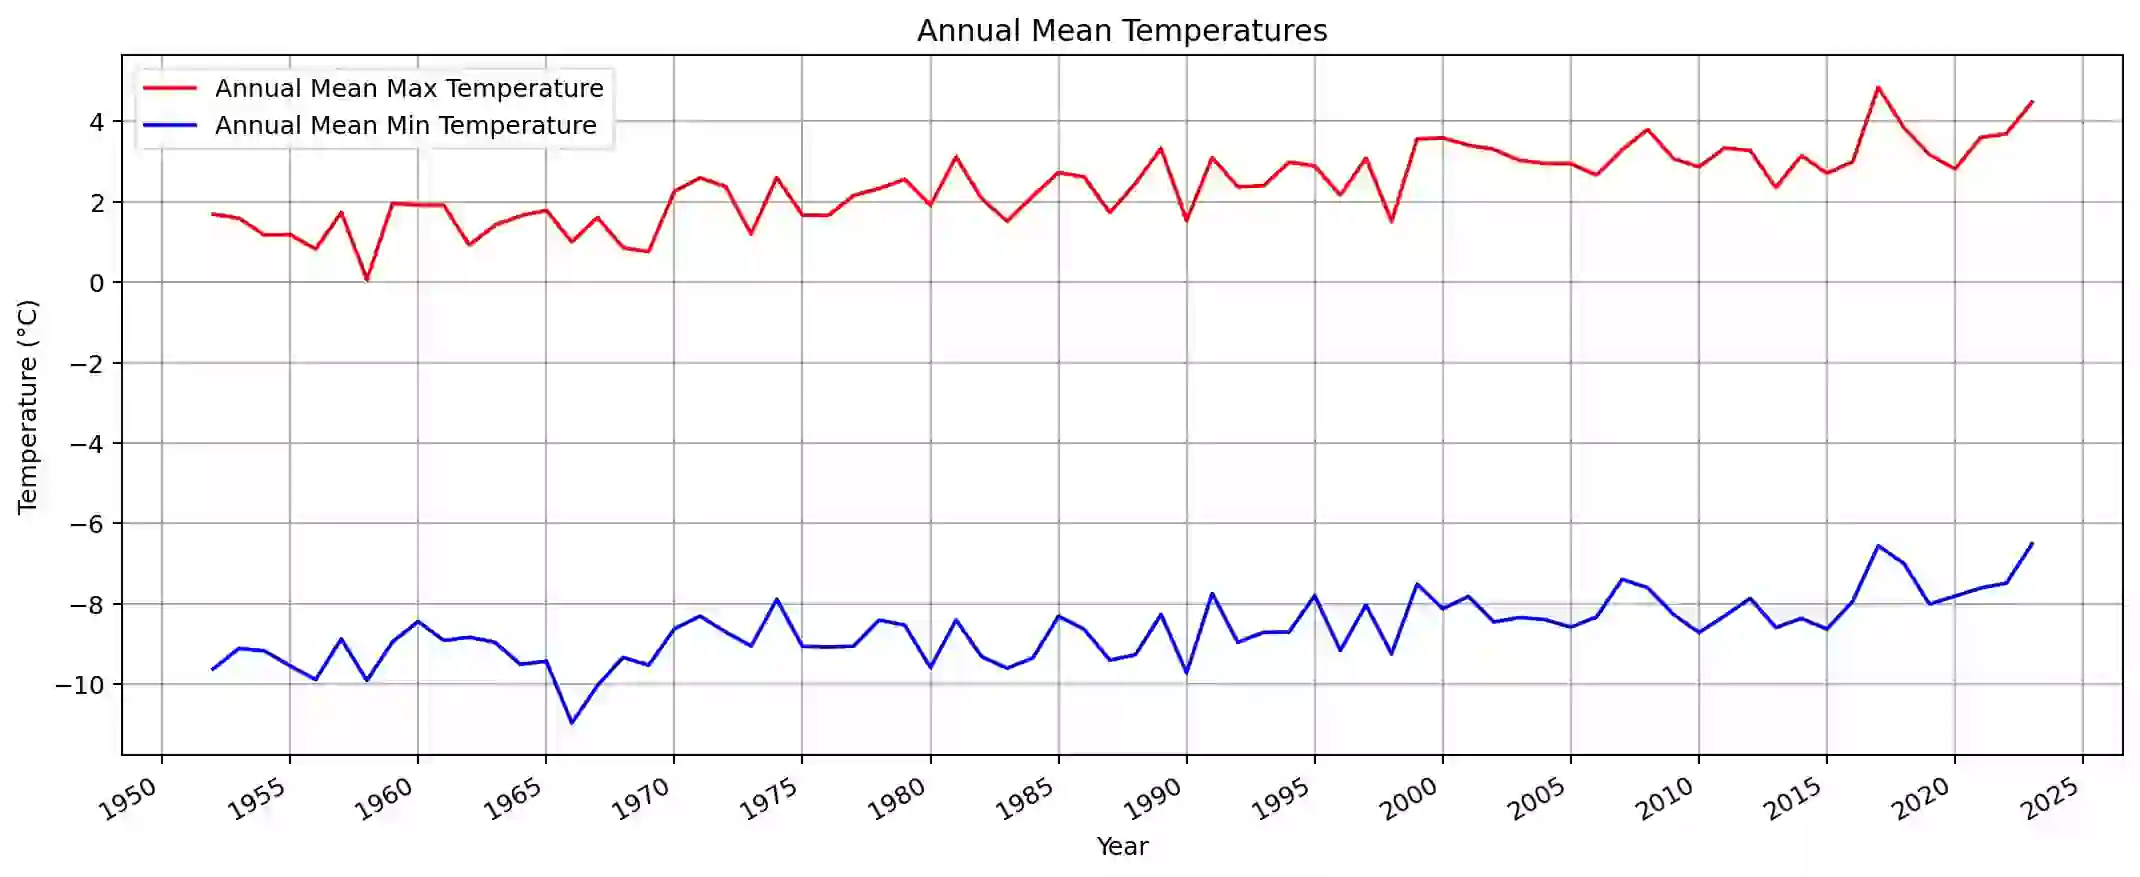 Annual Mean Temperatures
Annual Mean Max Temperature
Annual Mean Min Temperature
4
2
0
−2
−4
−6
−8
−10
Temperature (°C)
1950 1955 1960 1965 1970 1975 1980 1985 1990 1995 2000 2005 2010 2015 2020 2025
Year